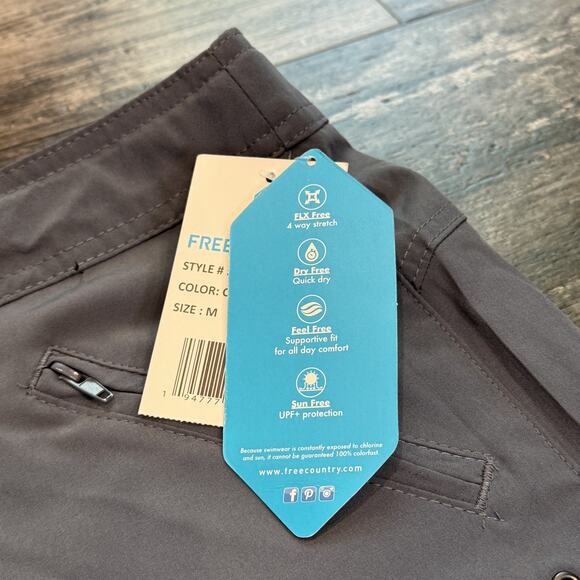 FREE
STYLE #
COLOR:
SIZE : M
1 94777
FLX Free
4 way stretch
Dry Free
Quick dry
Feel Free
Supportive fit
for all day comfort
Sun Free
UPF+ protection
Because swimwear is constantly exposed to chlorine
and sun, it cannot be guaranteed 100% colorfast.
www.freecountry.com